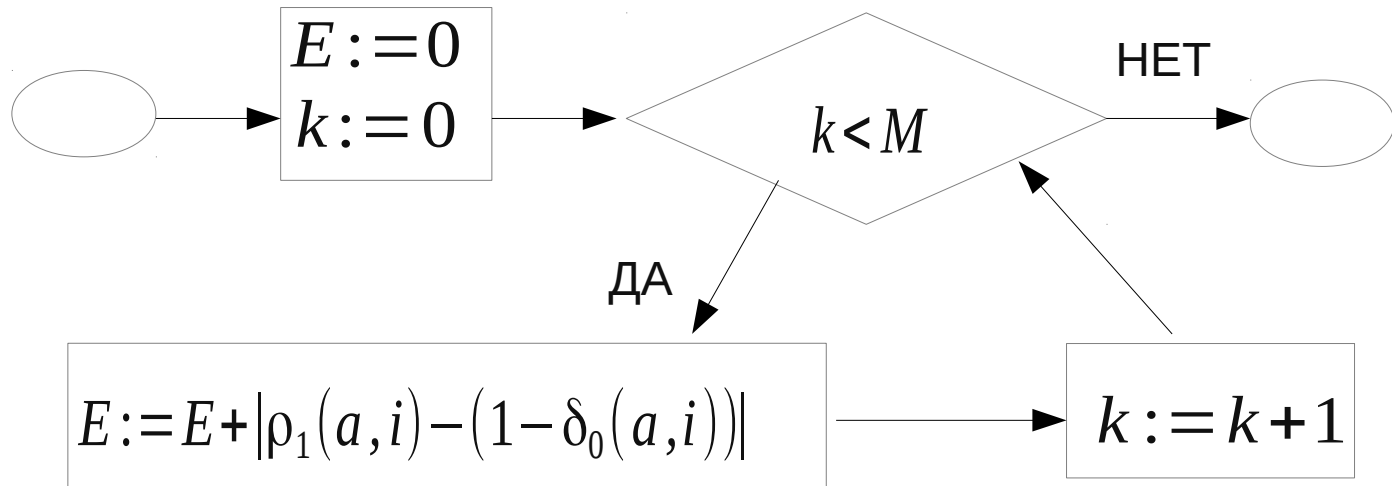 E:=0
k:=0
k<M
НЕТ
ДА
E:=E+|ρ₁(a,i)−(1−δ₀(a,i))|
k:=k+1